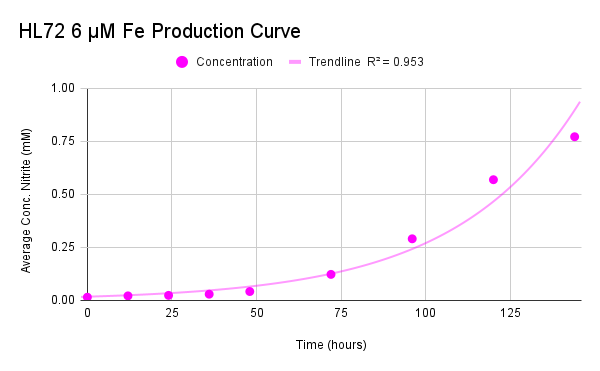 HL72 6 µM Fe Production Curve
Concentration Trendline R² = 0.953
1.00
0.75
0.50
0.25
0.00
Average Conc. Nitrite (mM)
0 25 50 75 100 125
Time (hours)